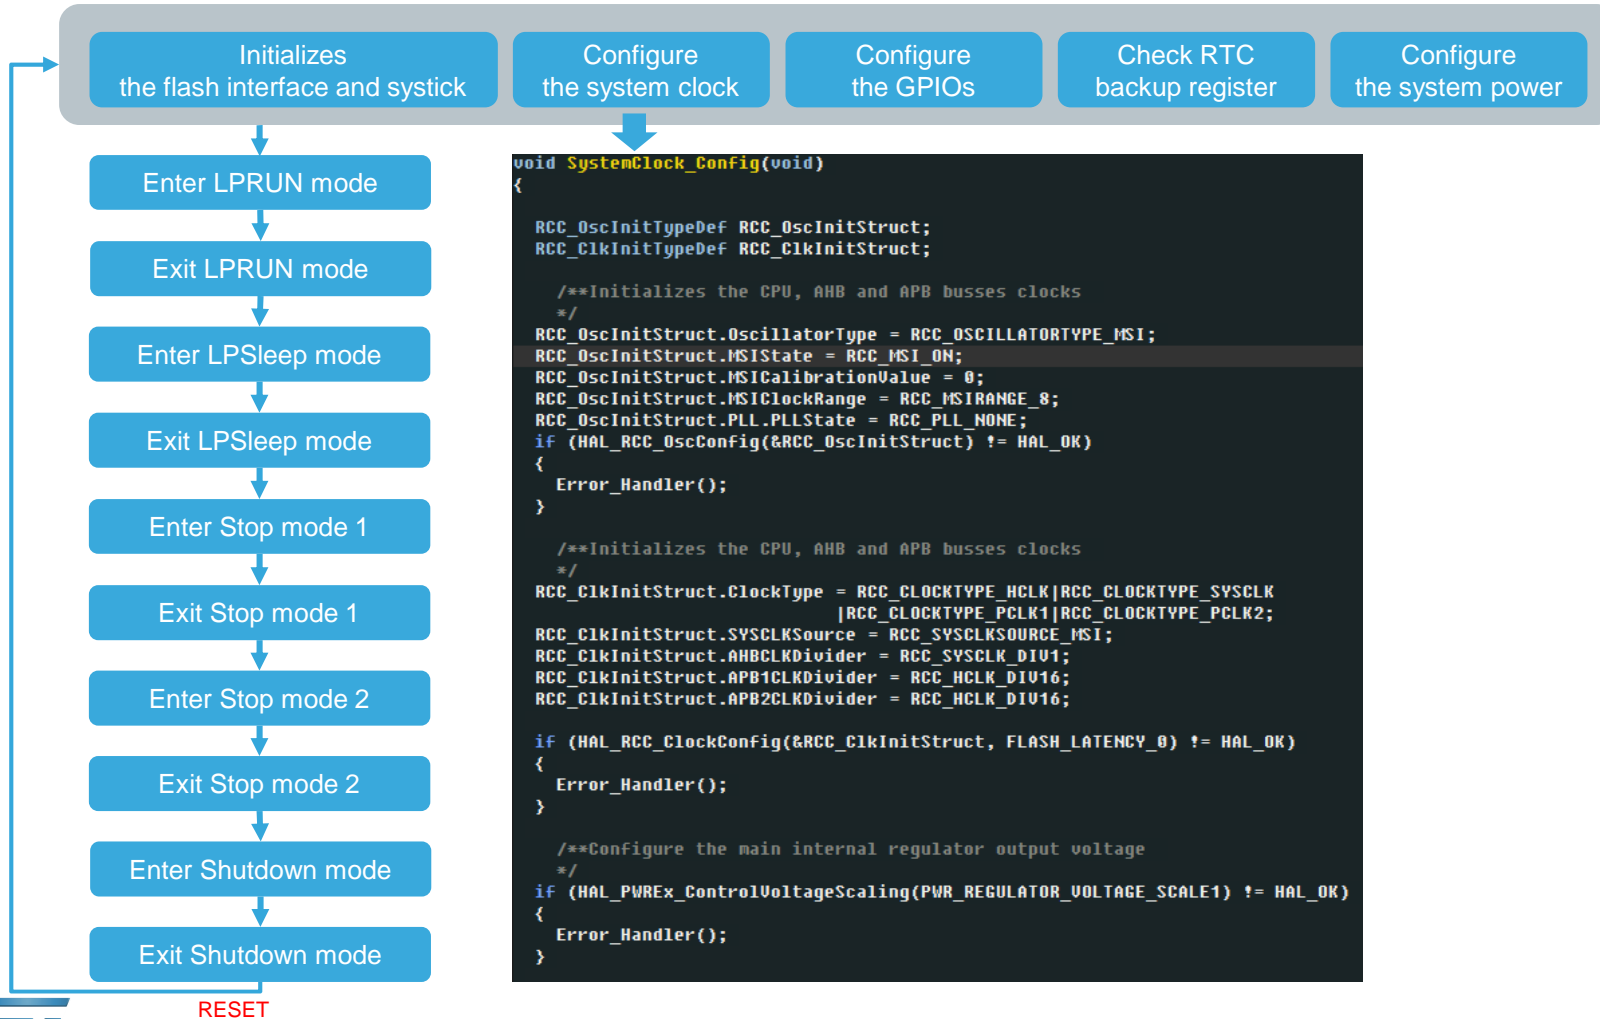 Initializes
the flash interface and systick
Configure
the system clock
Configure
the GPIOs
Check RTC
backup register
Configure
the system power
Enter LPRUN mode
Exit LPRUN mode
Enter LPSleep mode
Exit LPSleep mode
Enter Stop mode 1
Exit Stop mode 1
Enter Stop mode 2
Exit Stop mode 2
Enter Shutdown mode
Exit Shutdown mode
RESET
void SystemClock_Config(void)
{
RCC_OscInitTypeDef RCC_OscInitStruct;
RCC_ClkInitTypeDef RCC_ClkInitStruct;
/**Initializes the CPU, AHB and APB busses clocks
*/
RCC_OscInitStruct.OscillatorType = RCC_OSCILLATORTYPE_MSI;
RCC_OscInitStruct.MSIState = RCC_MSI_ON;
RCC_OscInitStruct.MSICalibrationValue = 0;
RCC_OscInitStruct.MSIClockRange = RCC_MSIRANGE_8;
RCC_OscInitStruct.PLL.PLLState = RCC_PLL_NONE;
if (HAL_RCC_OscConfig(&RCC_OscInitStruct) != HAL_OK)
{
Error_Handler();
}
/**Initializes the CPU, AHB and APB busses clocks
*/
RCC_ClkInitStruct.ClockType = RCC_CLOCKTYPE_HCLK|RCC_CLOCKTYPE_SYSCLK
|RCC_CLOCKTYPE_PCLK1|RCC_CLOCKTYPE_PCLK2;
RCC_ClkInitStruct.SYSCLKSource = RCC_SYSCLKSOURCE_MSI;
RCC_ClkInitStruct.AHBCLKDivider = RCC_SYSCLK_DIV1;
RCC_ClkInitStruct.APB1CLKDivider = RCC_HCLK_DIV16;
RCC_ClkInitStruct.APB2CLKDivider = RCC_HCLK_DIV16;
if (HAL_RCC_ClockConfig(&RCC_ClkInitStruct, FLASH_LATENCY_0) != HAL_OK)
{
Error_Handler();
}
/**Configure the main internal regulator output voltage
*/
if (HAL_PWREx_ControlVoltageScaling(PWR_REGULATOR_VOLTAGE_SCALE1) != HAL_OK)
{
Error_Handler();
}